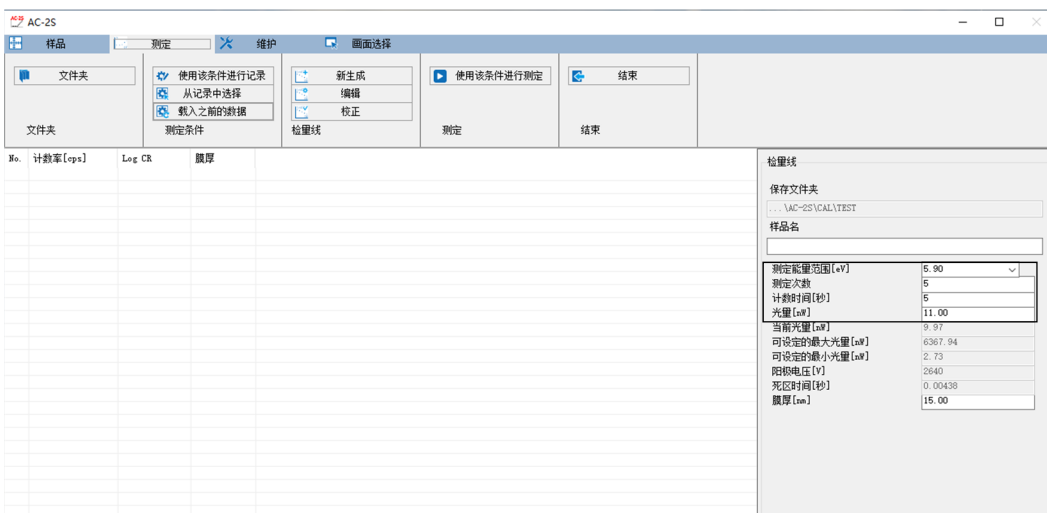 AC-2S
样品 测定 维护 画面选择
文件夹 使用该条件进行记录 新生成 使用该条件进行测定 结束
从记录中选择 编辑
载入之前的数据 校正
文件夹 测定条件 检量线 测定 结束
No. 计数率[cps] Log CR 膜厚
检量线
保存文件夹
...\AC-2S\CAL\TEST
样品名
测定能量范围[eV] 5.90
测定次数 5
计数时间[秒] 5
光量[nW] 11.00
当前光量[nW] 9.97
可设定的最大光量[nW] 6367.94
可设定的最小光量[nW] 2.73
阳极电压[V] 2640
死区时间[秒] 0.00438
膜厚[nm] 15.00